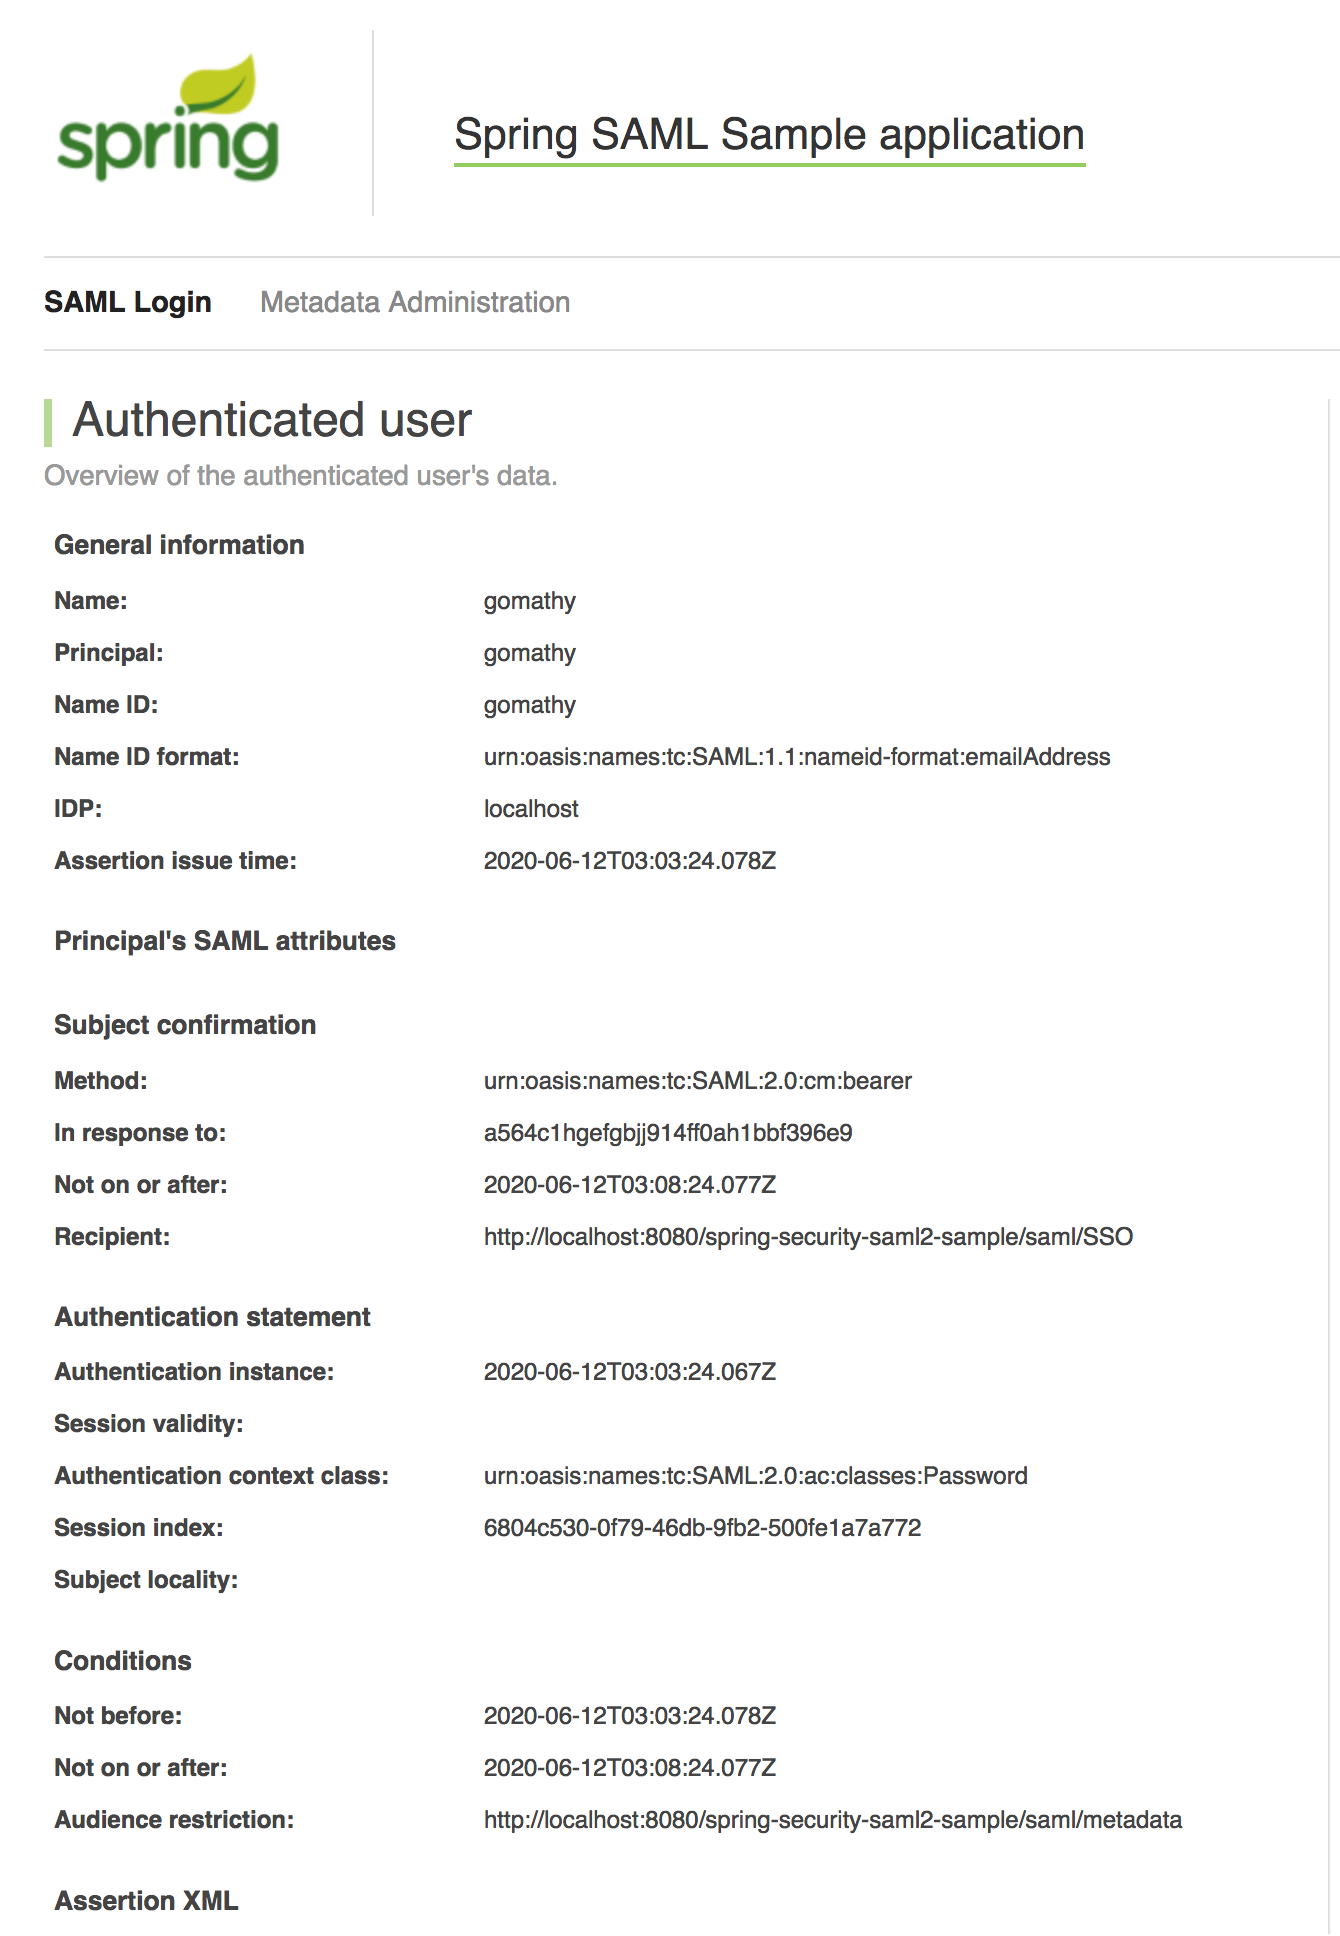 spring
Spring SAML Sample application
SAML Login Metadata Administration
Authenticated user
Overview of the authenticated user's data.
General information
Name: gomathy
Principal: gomathy
Name ID: gomathy
Name ID format: urn:oasis:names:tc:SAML:1.1:nameid-format:emailAddress
IDP: localhost
Assertion issue time: 2020-06-12T03:03:24.078Z
Principal's SAML attributes
Subject confirmation
Method: urn:oasis:names:tc:SAML:2.0:cm:bearer
In response to: a564c1hgefgbjj914ff0ah1bbf396e9
Not on or after: 2020-06-12T03:08:24.077Z
Recipient: http://localhost:8080/spring-security-saml2-sample/saml/SSO
Authentication statement
Authentication instance: 2020-06-12T03:03:24.067Z
Session validity:
Authentication context class: urn:oasis:names:tc:SAML:2.0:ac:classes:Password
Session index: 6804c530-0f79-46db-9fb2-500fe1a7a772
Subject locality:
Conditions
Not before: 2020-06-12T03:03:24.078Z
Not on or after: 2020-06-12T03:08:24.077Z
Audience restriction: http://localhost:8080/spring-security-saml2-sample/saml/metadata
Assertion XML